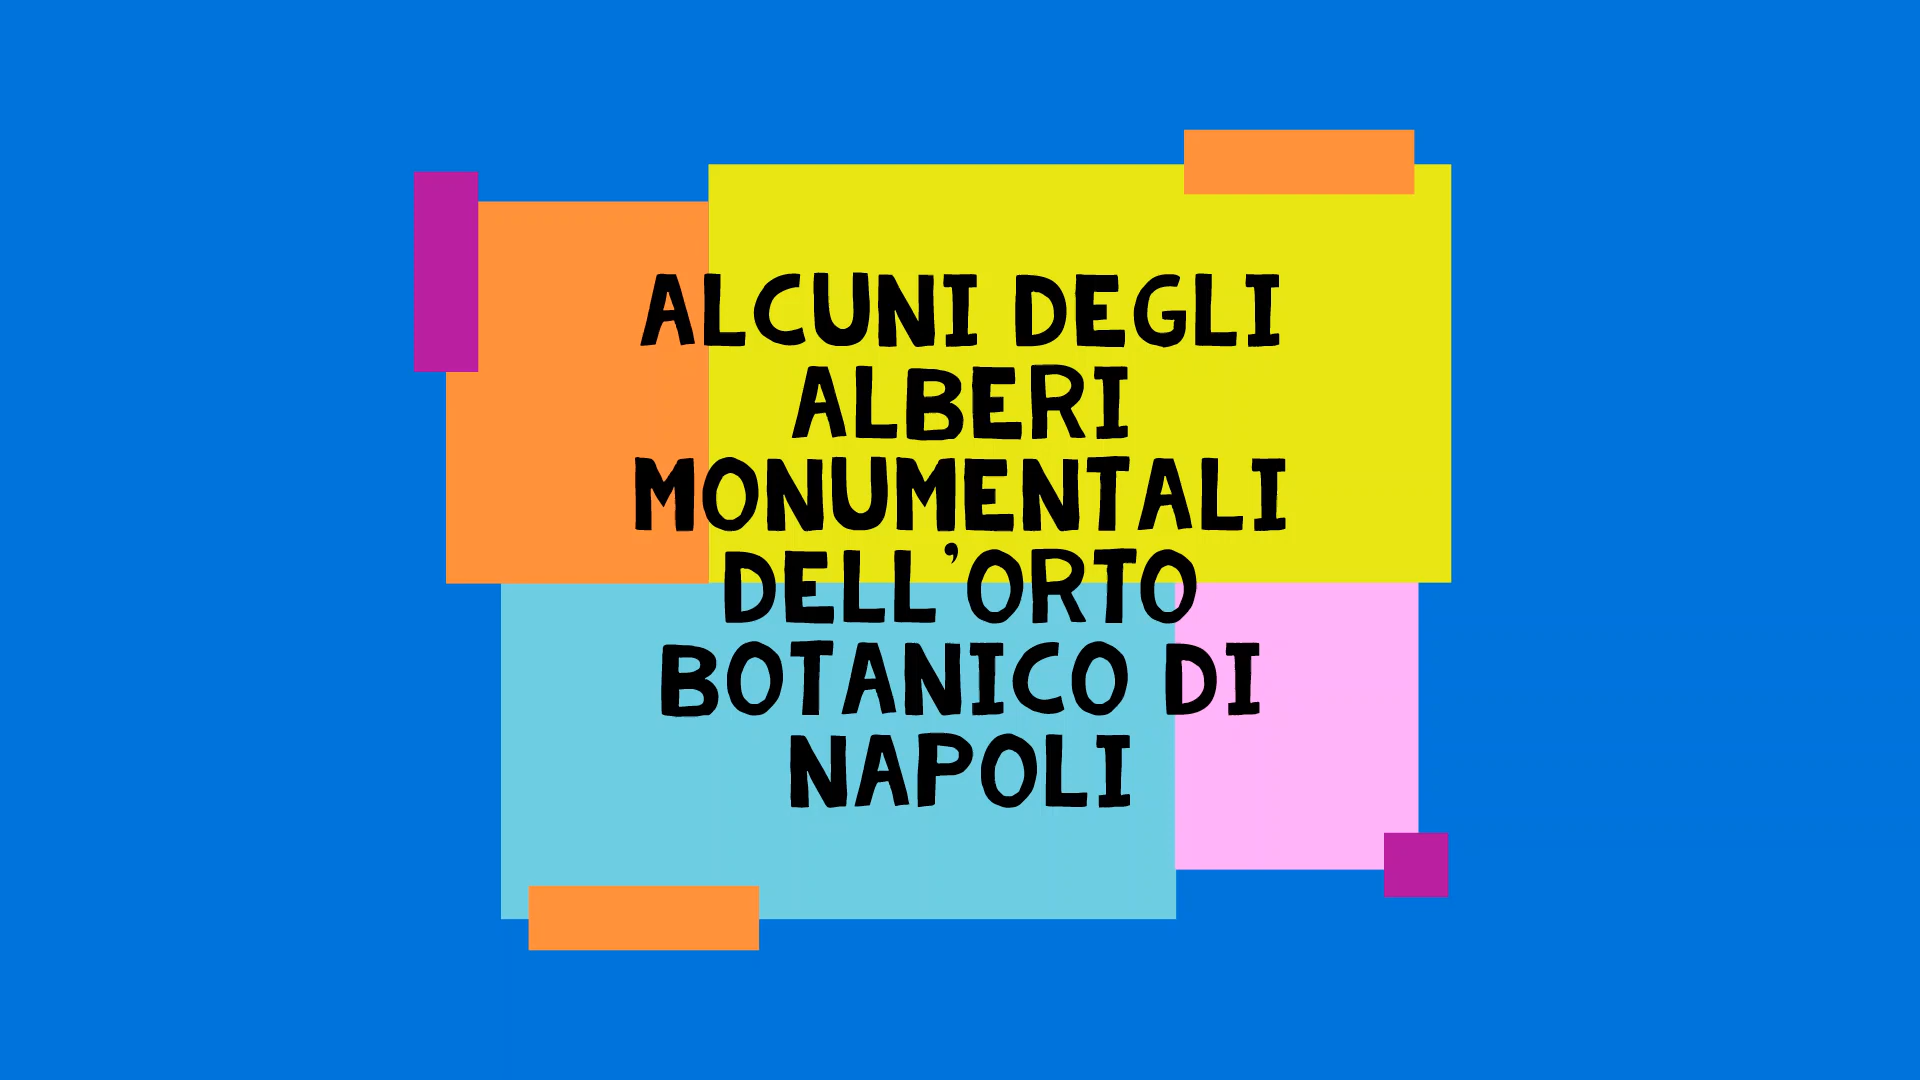 ALCUNI DEGLI
ALBERI
MONUMENTALI
DELL'ORTO
BOTANICO DI
NAPOLI